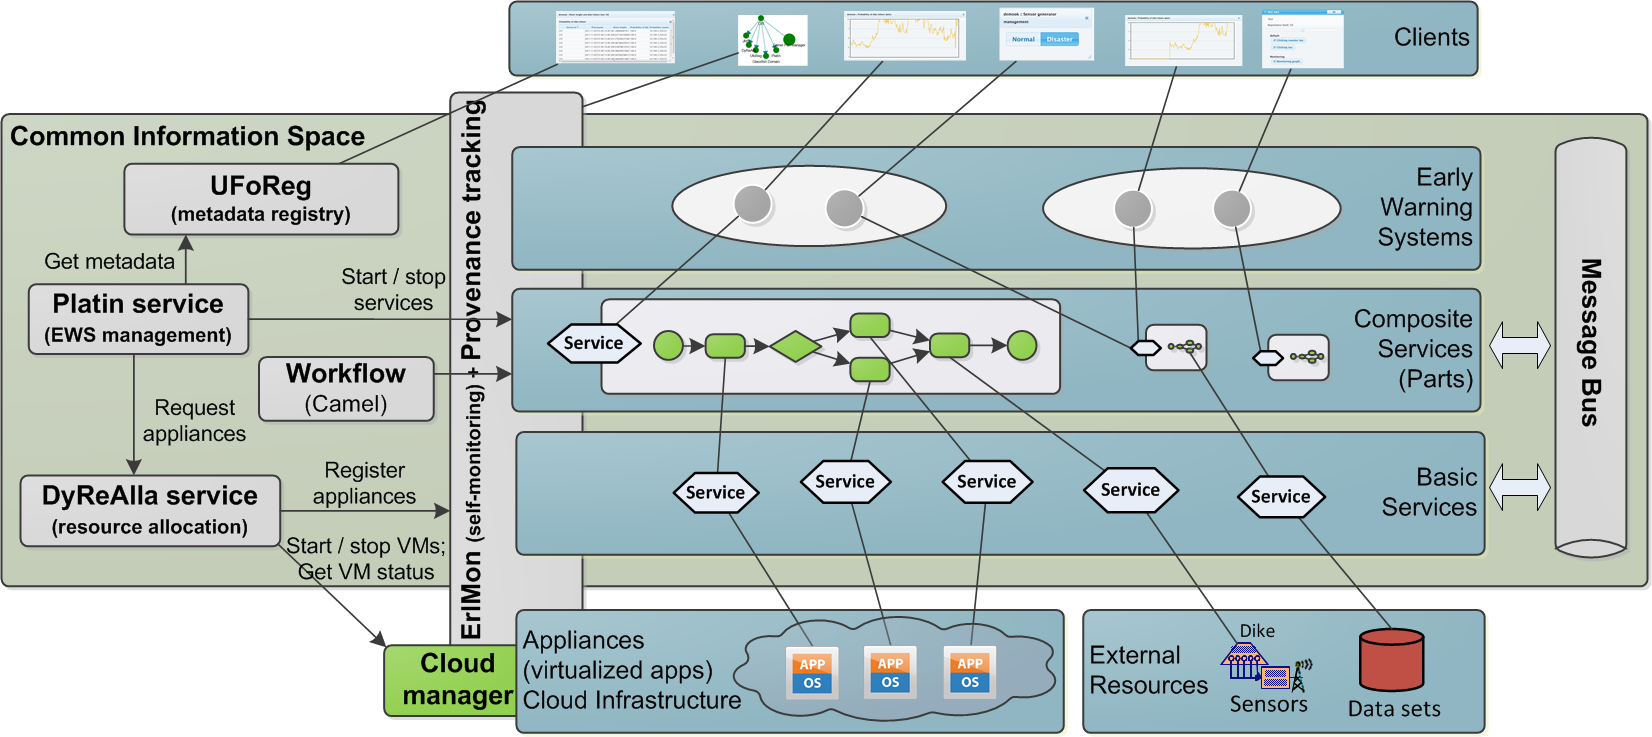 Clients
Normal
Disaster
Common Information Space
UFoReg
(metadata registry)
Get metadata
Platin service
(EWS management)
Start / stop
services
Workflow
(Camel)
Request
appliances
DyReAlla service
(resource allocation)
Register
appliances
Start / stop VMs;
Get VM status
Cloud
manager
ErlMon (self-monitoring) + Provenance tracking
Early
Warning
Systems
Service
Composite
Services
(Parts)
Service
Service
Service
Service
Service
Basic
Services
Message Bus
Appliances
(virtualized apps)
Cloud Infrastructure
APP
OS
APP
OS
APP
OS
External
Resources
Dike
Sensors
Data sets